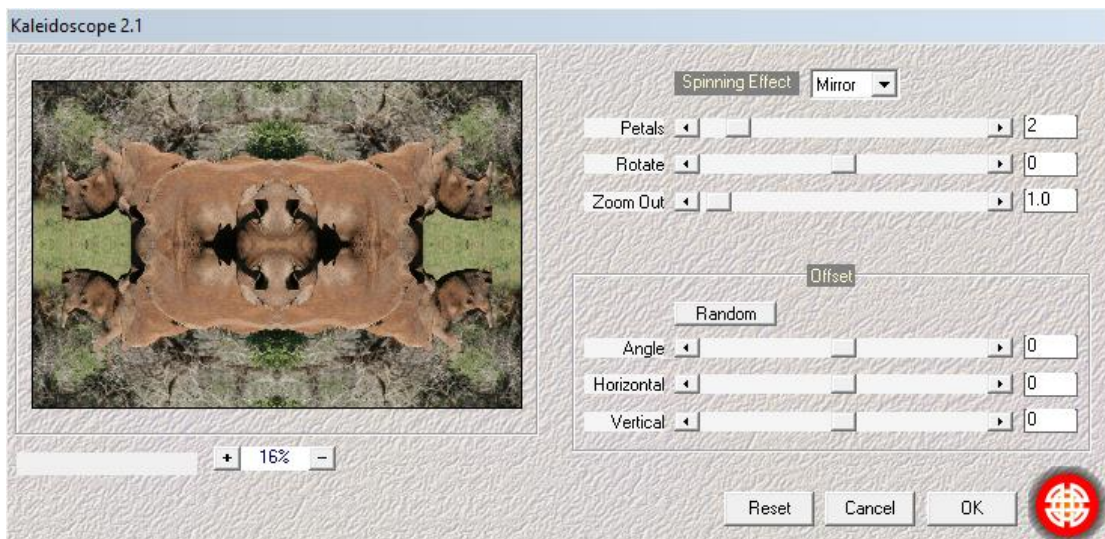 Kaleidoscope 2.1
Spinning Effect Mirror
Petals 2
Rotate 0
Zoom Out 1.0
Offset
Random
Angle 0
Horizontal 0
Vertical 0
+ 16% −
Reset Cancel OK